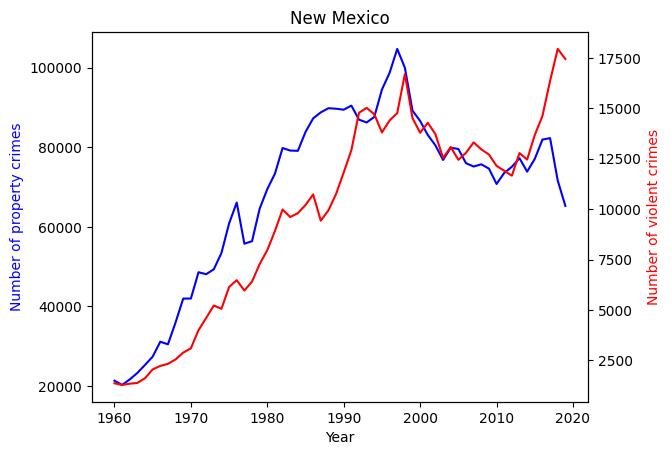 New Mexico
Number of property crimes
100000
80000
60000
40000
20000
17500
15000
12500
10000
7500
5000
2500
Number of violent crimes
1960 1970 1980 1990 2000 2010 2020
Year